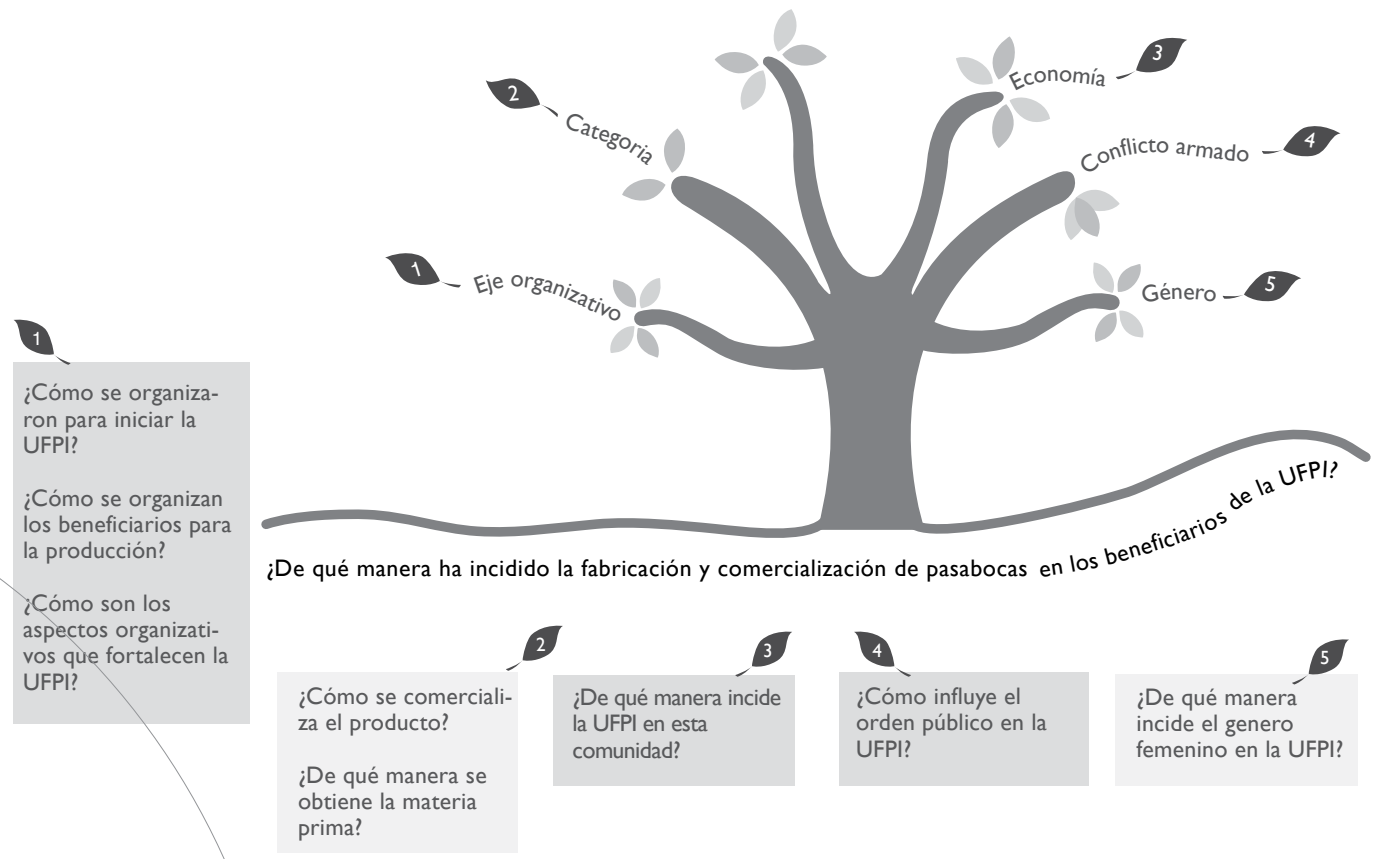 3
Economía
2
Categoria
4
Conflicto armado
1
Eje organizativo
5
Género
1
¿Cómo se organiza-
ron para iniciar la
UFPI?
¿Cómo se organizan
los beneficiarios para
la producción?
¿Cómo son los
aspectos organizati-
vos que fortalecen la
UFPI?
¿De qué manera ha incidido la fabricación y comercialización de pasabocas en los beneficiarios de la UFPI?
2
¿Cómo se comerciali-
za el producto?
¿De qué manera se
obtiene la materia
prima?
3
¿De qué manera incide
la UFPI en esta
comunidad?
4
¿Cómo influye el
orden público en la
UFPI?
5
¿De qué manera
incide el genero
femenino en la UFPI?